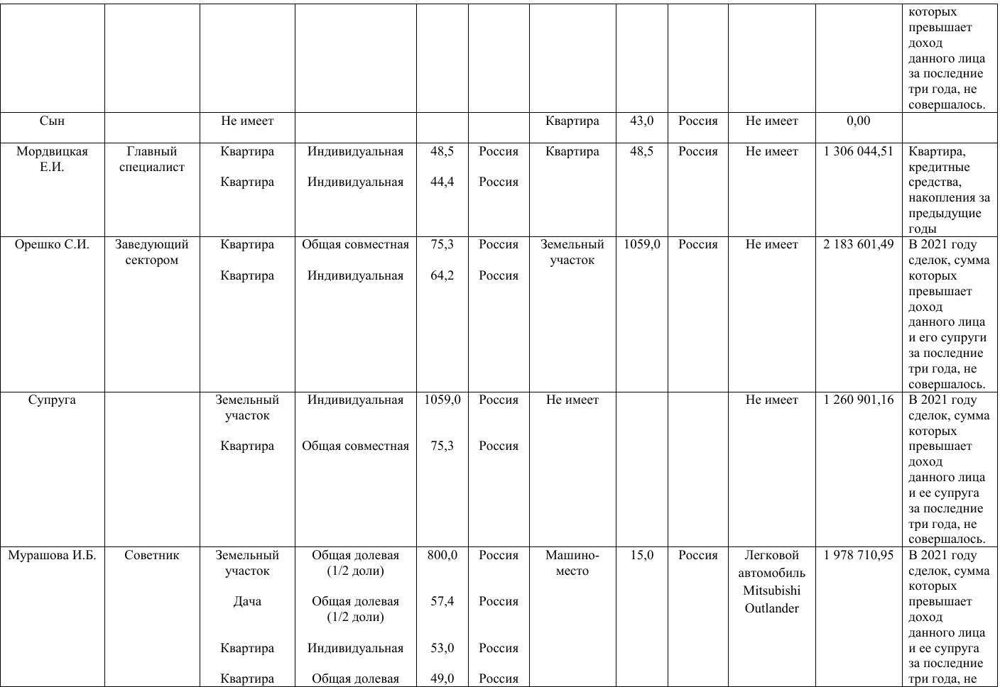 которых
превышает
доход
данного лица
за последние
три года, не
совершалось.
Сын Не имеет Квартира 43,0 Россия Не имеет 0,00
Мордвицкая Главный Квартира Индивидуальная 48,5 Россия Квартира 48,5 Россия Не имеет 1 306 044,51 Квартира,
Е.И. специалист кредитные
Квартира Индивидуальная 44,4 Россия средства,
накопления за
предыдущие
годы
Орешко С.И. Заведующий Квартира Общая совместная 75,3 Россия Земельный 1059,0 Россия Не имеет 2 183 601,49 В 2021 году
сектором участок сделок, сумма
Квартира Индивидуальная 64,2 Россия которых
превышает
доход
данного лица
и его супруги
за последние
три года, не
совершалось.
Супруга Земельный Индивидуальная 1059,0 Россия Не имеет Не имеет 1 260 901,16 В 2021 году
участок сделок, сумма
которых
Квартира Общая совместная 75,3 Россия превышает
доход
данного лица
и ее супруга
за последние
три года, не
совершалось.
Мурашова И.Б. Советник Земельный Общая долевая 800,0 Россия Машино- 15,0 Россия Легковой 1 978 710,95 В 2021 году
участок (1/2 доли) место автомобиль сделок, сумма
Mitsubishi которых
Дача Общая долевая 57,4 Россия Outlander превышает
(1/2 доли) доход
данного лица
Квартира Индивидуальная 53,0 Россия и ее супруга
за последние
Квартира Общая долевая 49,0 Россия три года, не